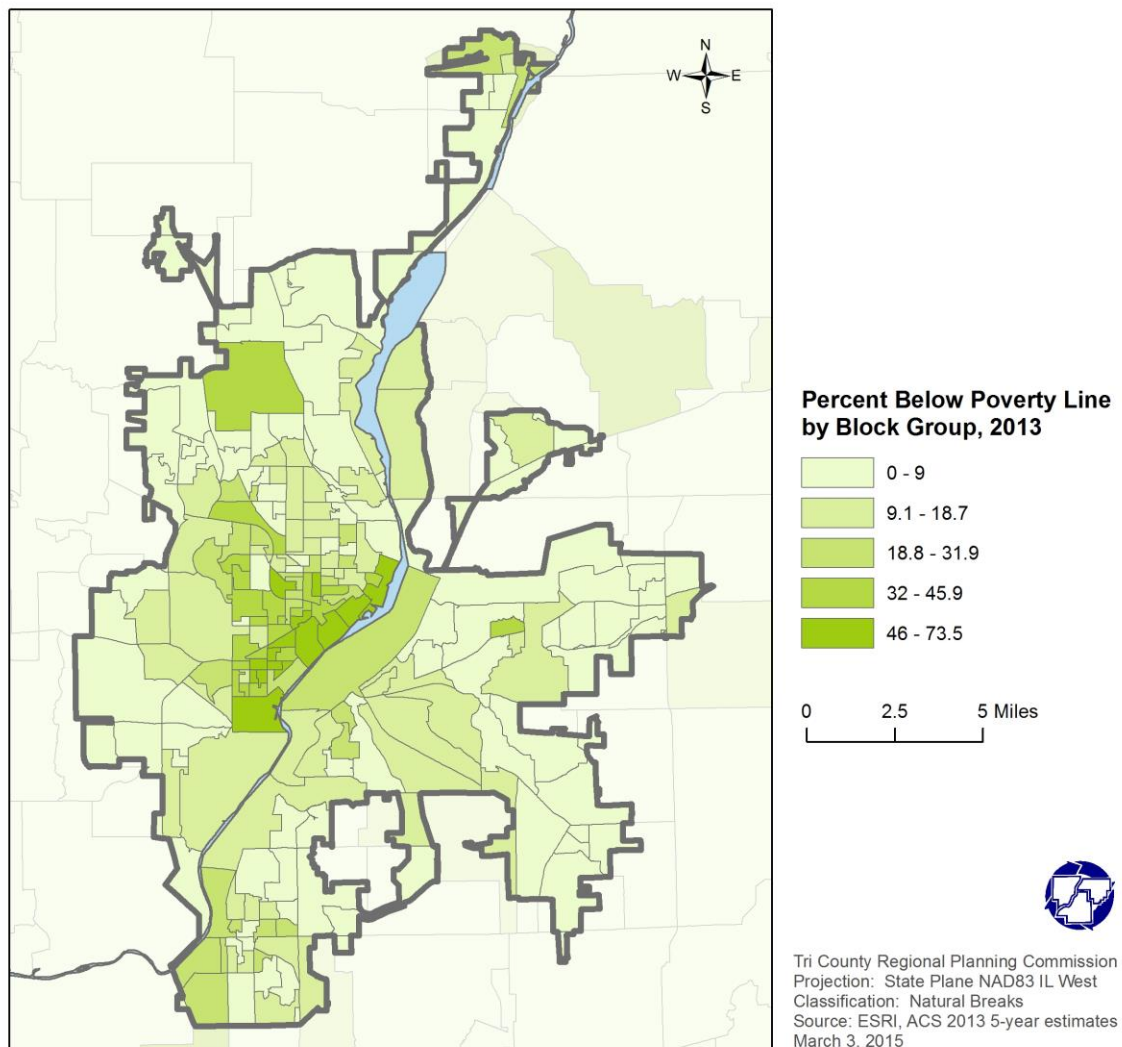 N
W E
S
Percent Below Poverty Line
by Block Group, 2013
0 - 9
9.1 - 18.7
18.8 - 31.9
32 - 45.9
46 - 73.5
0 2.5 5 Miles
Tri County Regional Planning Commission
Projection: State Plane NAD83 IL West
Classification: Natural Breaks
Source: ESRI, ACS 2013 5-year estimates
March 3, 2015